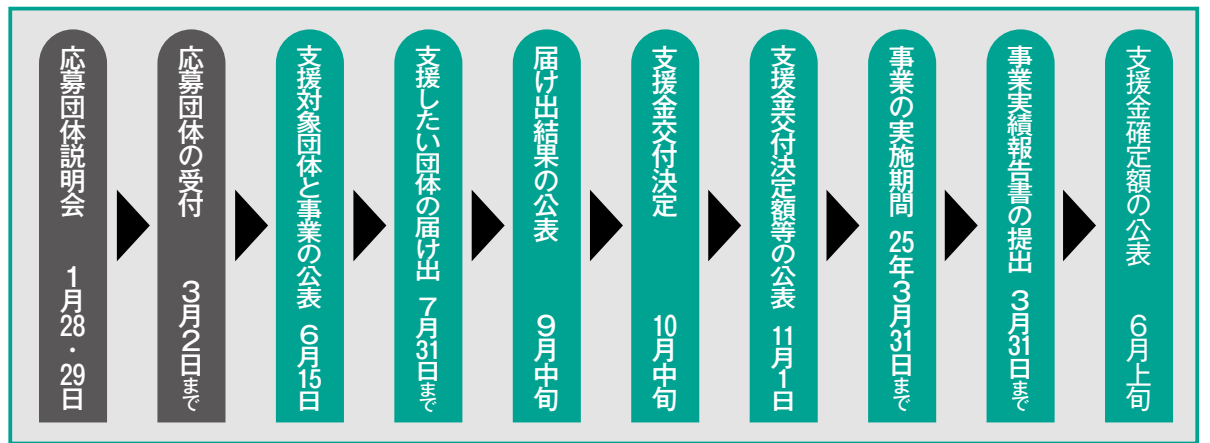 応募団体説明会 1月28・29日
応募団体の受付 3月2日まで
支援対象団体と事業の公表 6月15日
支援したい団体の届け出 7月31日まで
届け出結果の公表 9月中旬
支援金交付決定 10月中旬
支援金交付決定額等の公表 11月1日
事業の実施期間 25年3月31日まで
事業実績報告書の提出 3月31日まで
支援金確定額の公表 6月上旬